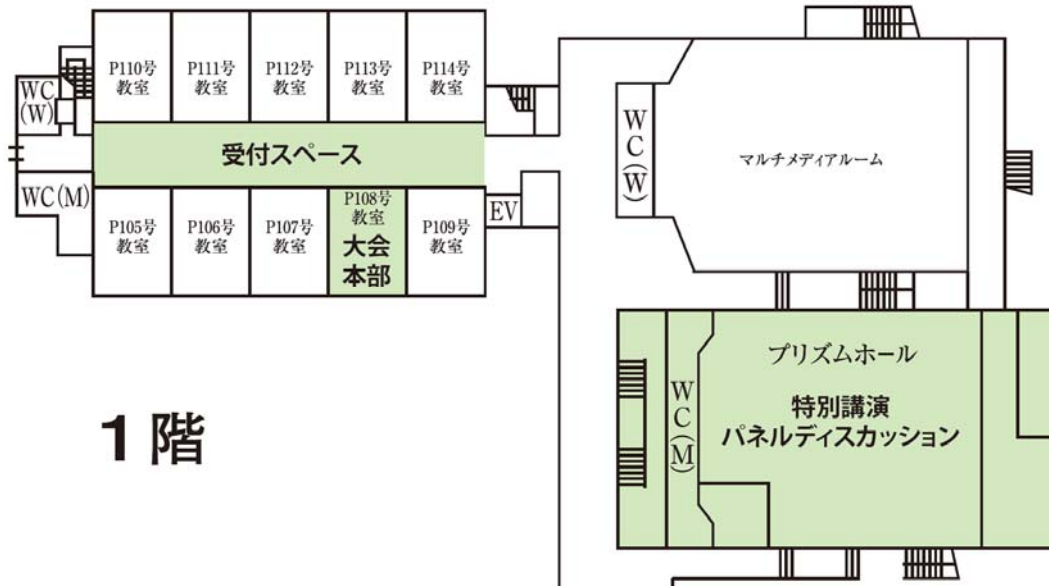 P110号
教室
P111号
教室
P112号
教室
P113号
教室
P114号
教室
WC
(W)
受付スペース
WC(M)
P105号
教室
P106号
教室
P107号
教室
P108号
教室
大会
本部
P109号
教室
EV
WC(W)
マルチメディアルーム
プリズムホール
特別講演
パネルディスカッション
WC(M)
1階